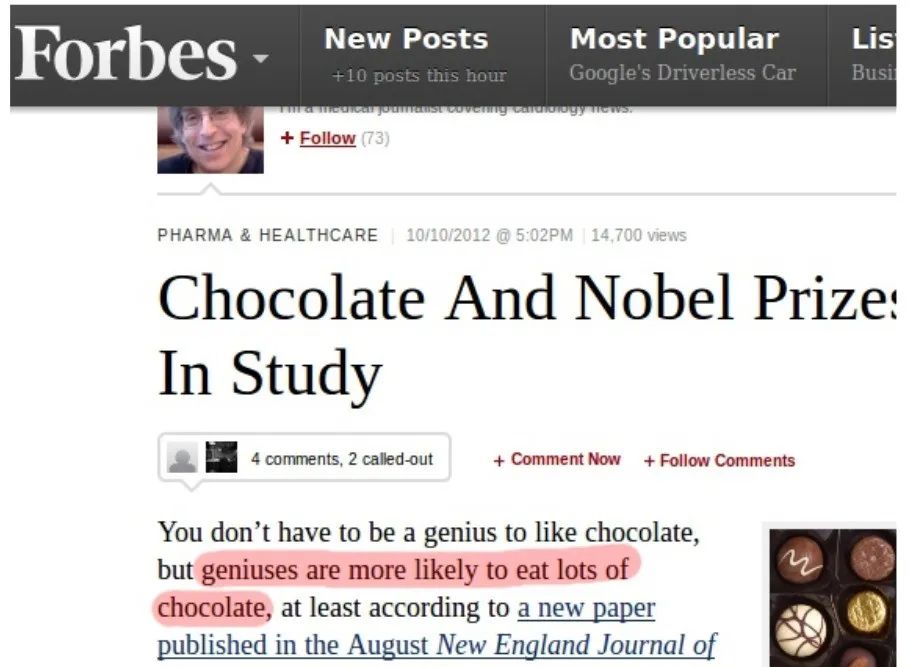 Forbes
New Posts
+10 posts this hour
Most Popular
Google's Driverless Car
Lis
Busi
I'm a medical journalist covering cardiology news.
+ Follow (73)
PHARMA & HEALTHCARE | 10/10/2012 @ 5:02PM | 14,700 views
Chocolate And Nobel Prizes
In Study
4 comments, 2 called-out
+ Comment Now
+ Follow Comments
You don't have to be a genius to like chocolate,
but geniuses are more likely to eat lots of
chocolate, at least according to a new paper
published in the August New England Journal of